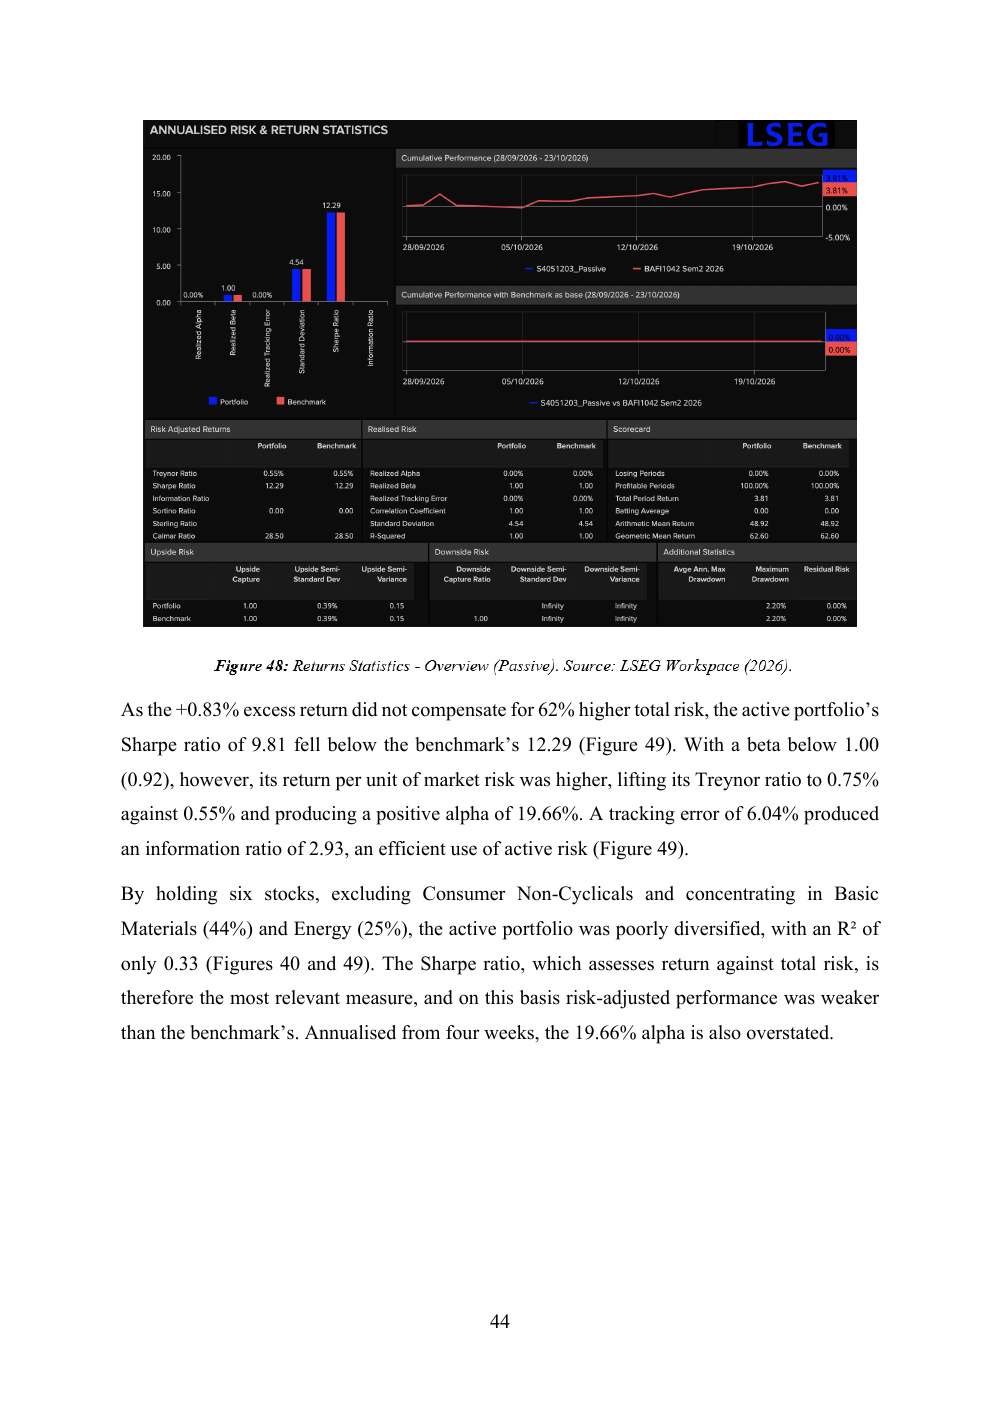 ANNUALISED RISK & RETURN STATISTICS
LSEG
20.00
15.00
10.00
5.00
0.00
0.00%
1.00
0.00%
4.54
12.29
Realized Alpha
Realized Beta
Realized Tracking Error
Standard Deviation
Sharpe Ratio
Information Ratio
Portfolio
Benchmark
Cumulative Performance (28/09/2026 - 23/10/2026)
3.81%
3.81%
0.00%
-5.00%
28/09/2026 05/10/2026 12/10/2026 19/10/2026
S4051203_Passive BAFI1042 Sem2 2026
Cumulative Performance with Benchmark as base (28/09/2026 - 23/10/2026)
0.00%
0.00%
28/09/2026 05/10/2026 12/10/2026 19/10/2026
S4051203_Passive vs BAFI1042 Sem2 2026
Risk Adjusted Returns
Portfolio Benchmark
Treynor Ratio 0.55% 0.55%
Sharpe Ratio 12.29 12.29
Information Ratio
Sortino Ratio 0.00 0.00
Sterling Ratio
Calmar Ratio 28.50 28.50
Realised Risk
Portfolio Benchmark
Realized Alpha 0.00% 0.00%
Realized Beta 1.00 1.00
Realized Tracking Error 0.00% 0.00%
Correlation Coefficient 1.00 1.00
Standard Deviation 4.54 4.54
R-Squared 1.00 1.00
Scorecard
Portfolio Benchmark
Losing Periods 0.00% 0.00%
Profitable Periods 100.00% 100.00%
Total Period Return 3.81 3.81
Batting Average 0.00 0.00
Arithmetic Mean Return 48.92 48.92
Geometric Mean Return 62.60 62.60
Upside Risk
Upside Upside Semi- Upside Semi-
Capture Standard Dev Variance
Portfolio 1.00 0.39% 0.15
Benchmark 1.00 0.39% 0.15
Downside Risk
Downside Downside Semi- Downside Semi-
Capture Ratio Standard Dev Variance
Infinity Infinity
1.00 Infinity Infinity
Additional Statistics
Avge Ann. Max Maximum Residual Risk
Drawdown Drawdown
2.20% 0.00%
2.20% 0.00%
Figure 48: Returns Statistics - Overview (Passive). Source: LSEG Workspace (2026).
As the +0.83% excess return did not compensate for 62% higher total risk, the active portfolio’s
Sharpe ratio of 9.81 fell below the benchmark’s 12.29 (Figure 49). With a beta below 1.00
(0.92), however, its return per unit of market risk was higher, lifting its Treynor ratio to 0.75%
against 0.55% and producing a positive alpha of 19.66%. A tracking error of 6.04% produced
an information ratio of 2.93, an efficient use of active risk (Figure 49).
By holding six stocks, excluding Consumer Non-Cyclicals and concentrating in Basic
Materials (44%) and Energy (25%), the active portfolio was poorly diversified, with an R² of
only 0.33 (Figures 40 and 49). The Sharpe ratio, which assesses return against total risk, is
therefore the most relevant measure, and on this basis risk-adjusted performance was weaker
than the benchmark’s. Annualised from four weeks, the 19.66% alpha is also overstated.
44